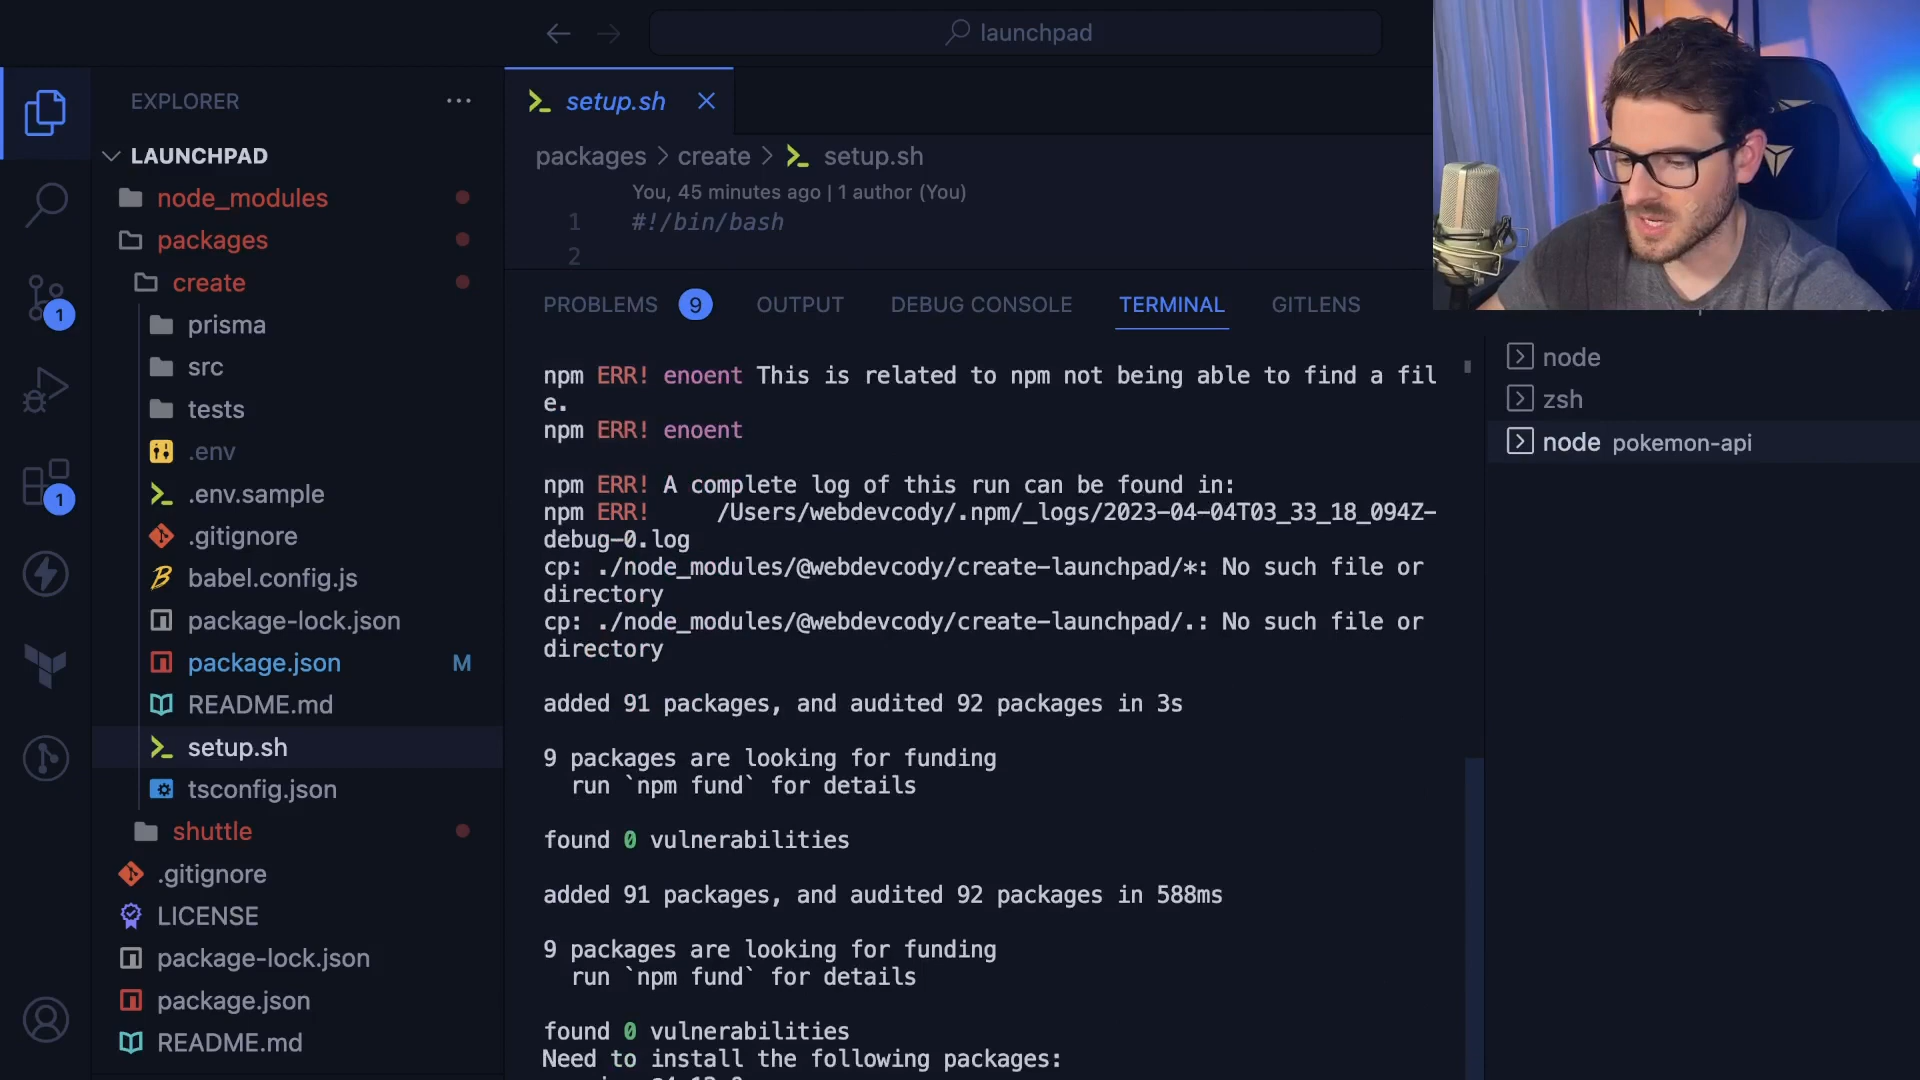 launchpad
EXPLORER
LAUNCHPAD
node_modules
packages
create
prisma
src
tests
.env
.env.sample
.gitignore
babel.config.js
package-lock.json
package.json M
README.md
setup.sh
tsconfig.json
shuttle
.gitignore
LICENSE
package-lock.json
package.json
README.md
1
1
setup.sh
packages > create > setup.sh
You, 45 minutes ago | 1 author (You)
1 #!/bin/bash
2
PROBLEMS 9 OUTPUT DEBUG CONSOLE TERMINAL GITLENS
npm ERR! enoent This is related to npm not being able to find a fil
e.
npm ERR! enoent
npm ERR! A complete log of this run can be found in:
npm ERR!     /Users/webdevcody/.npm/_logs/2023-04-04T03_33_18_094Z-
debug-0.log
cp: ./node_modules/@webdevcody/create-launchpad/*: No such file or
directory
cp: ./node_modules/@webdevcody/create-launchpad/.: No such file or
directory
added 91 packages, and audited 92 packages in 3s
9 packages are looking for funding
run `npm fund` for details
found 0 vulnerabilities
added 91 packages, and audited 92 packages in 588ms
9 packages are looking for funding
run `npm fund` for details
found 0 vulnerabilities
Need to install the following packages:
node
zsh
node pokemon-api